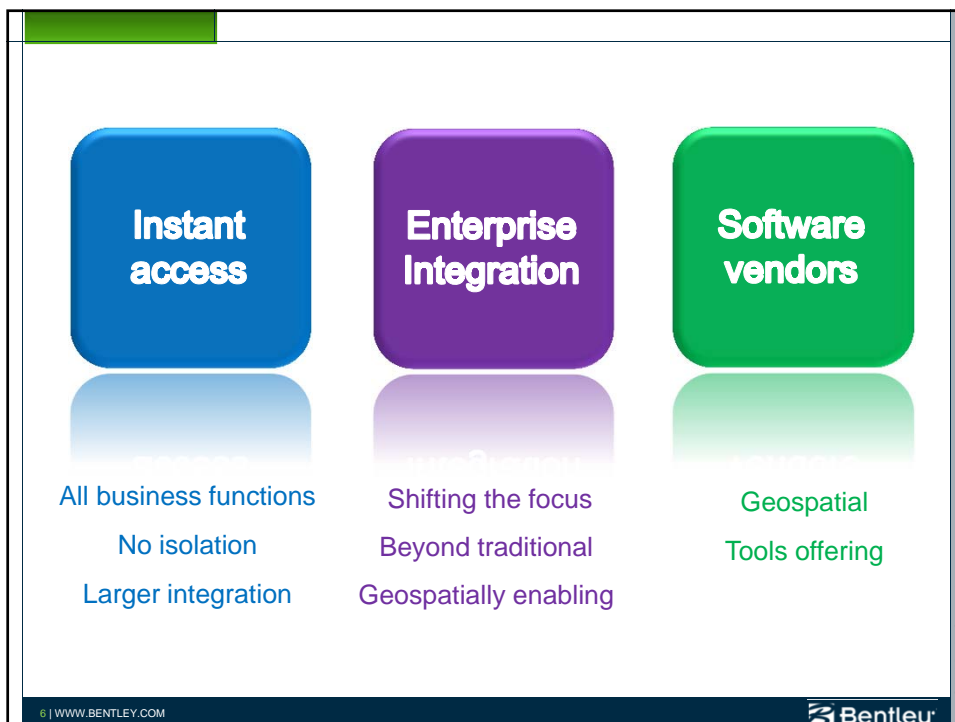 Instant
access
Enterprise
Integration
Software
vendors
All business functions
No isolation
Larger integration
Shifting the focus
Beyond traditional
Geospatially enabling
Geospatial
Tools offering
6 | WWW.BENTLEY.COM
Bentley